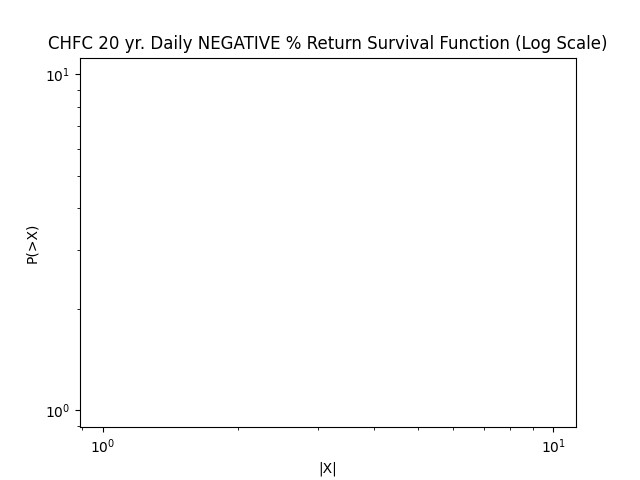 CHFC 20 yr. Daily NEGATIVE % Return Survival Function (Log Scale)
10¹
P(>X)
10⁰
10⁰ 10¹
|X|